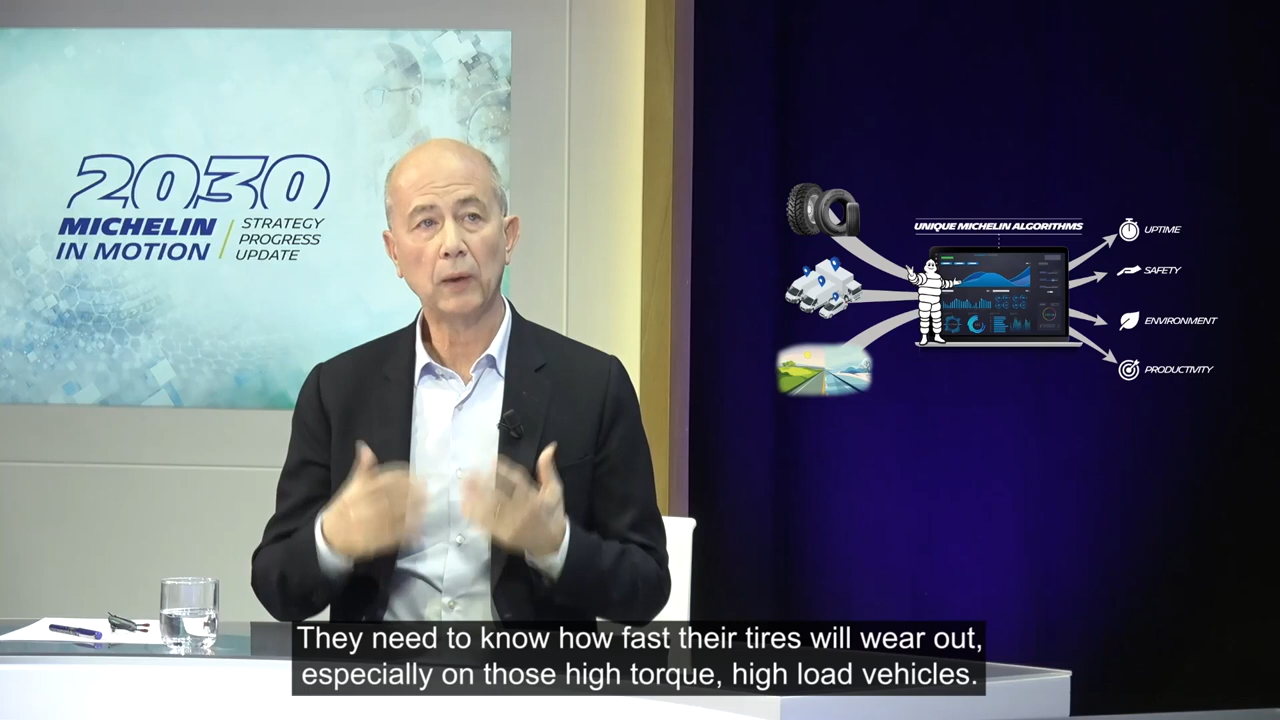 2030
MICHELIN
IN MOTION
STRATEGY
PROGRESS
UPDATE
UNIQUE MICHELIN ALGORITHMS
UPTIME
SAFETY
ENVIRONMENT
PRODUCTIVITY
They need to know how fast their tires will wear out,
especially on those high torque, high load vehicles.